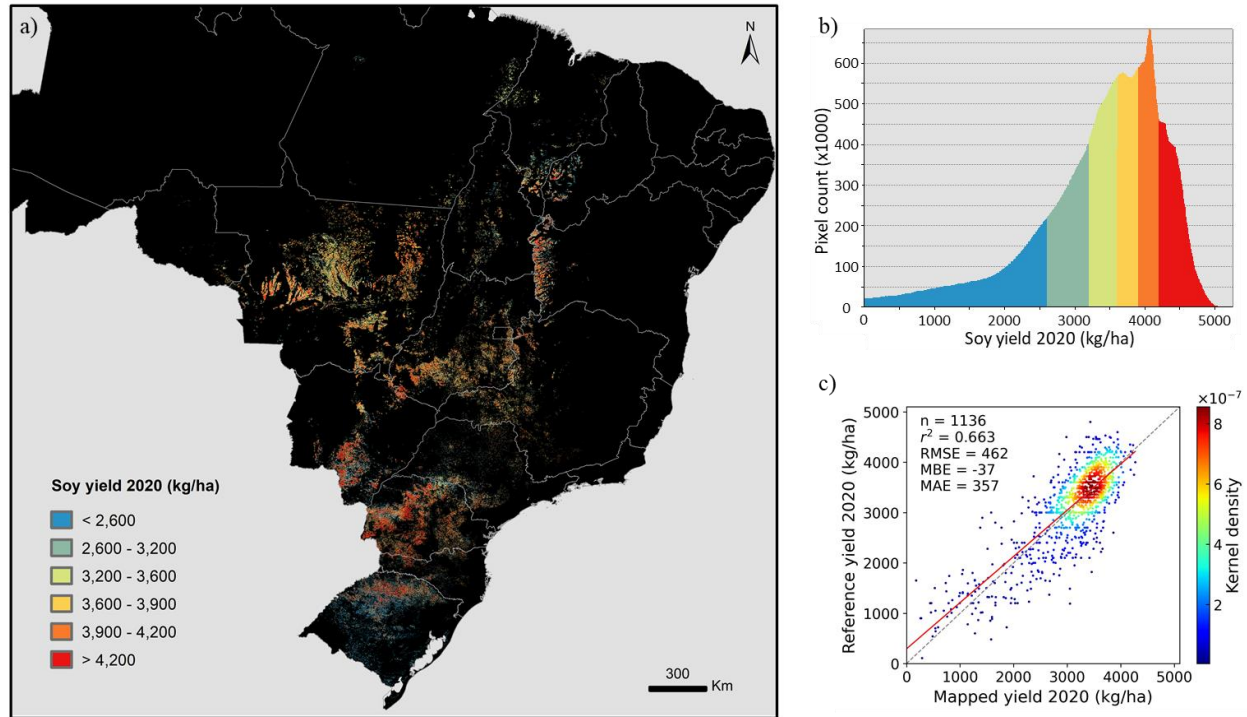 a)
N
Soy yield 2020 (kg/ha)
< 2,600
2,600 - 3,200
3,200 - 3,600
3,600 - 3,900
3,900 - 4,200
> 4,200
300
Km
b)
Pixel count (x1000)
600
500
400
300
200
100
0
0 1000 2000 3000 4000 5000
Soy yield 2020 (kg/ha)
c)
Reference yield 2020 (kg/ha)
5000
4000
3000
2000
1000
0
n = 1136
r² = 0.663
RMSE = 462
MBE = -37
MAE = 357
0 1000 2000 3000 4000 5000
Mapped yield 2020 (kg/ha)
×10⁻⁷
8
6
4
2
Kernel density